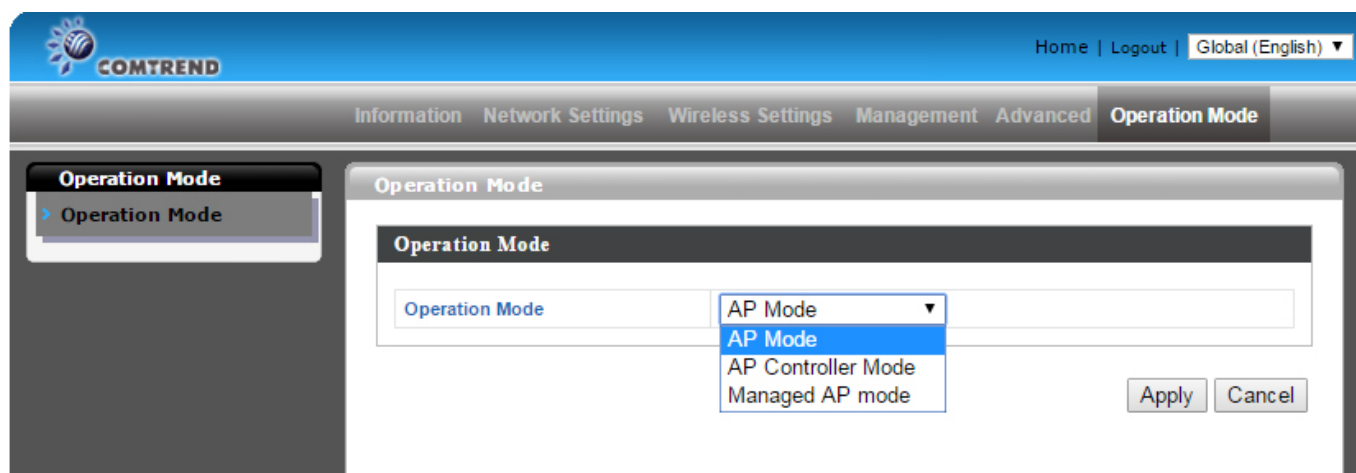 COMTREND
Home | Logout | Global (English) ▼
Information Network Settings Wireless Settings Management Advanced Operation Mode
Operation Mode
Operation Mode
Operation Mode
Operation Mode
Operation Mode AP Mode ▼
AP Mode
AP Controller Mode
Managed AP mode
Apply Cancel